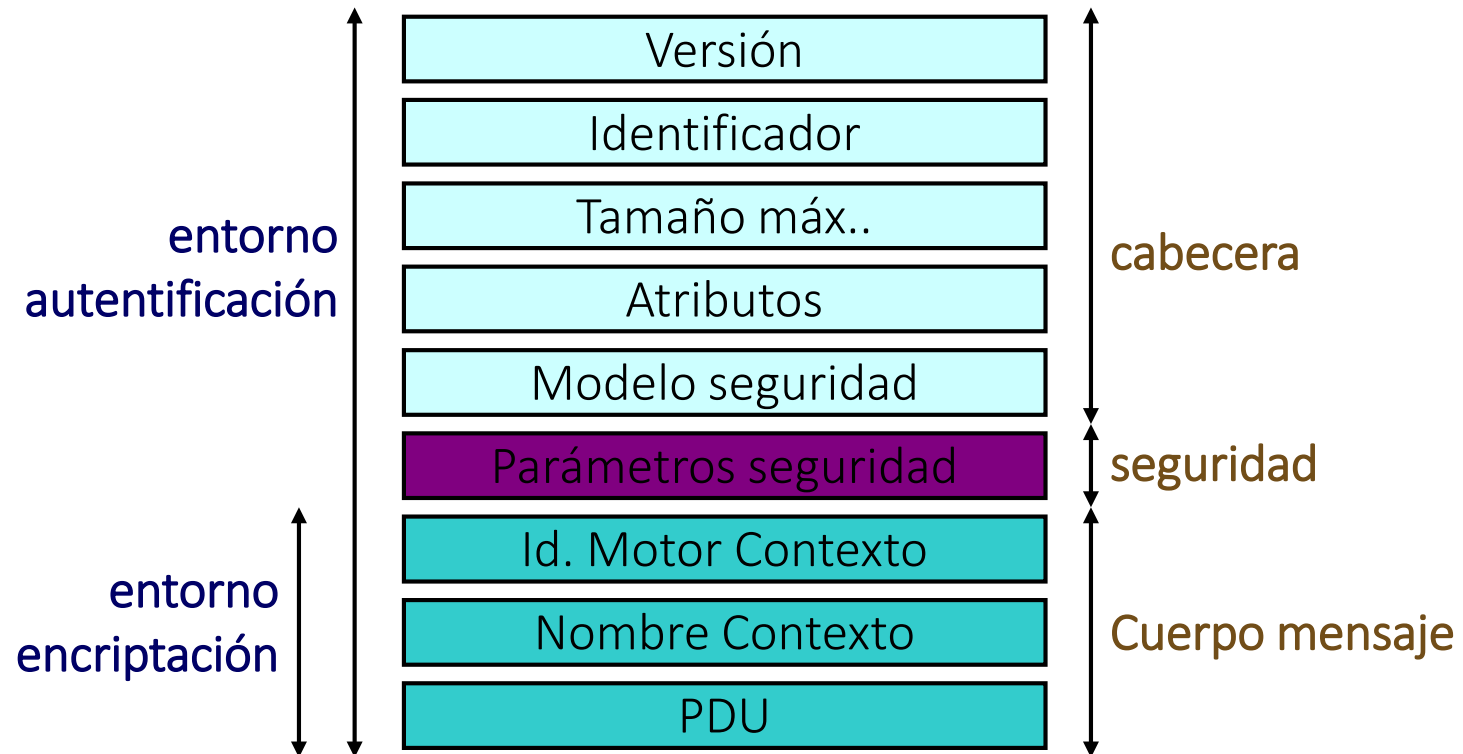 Versión
Identificador
Tamaño máx..
Atributos
Modelo seguridad
Parámetros seguridad
Id. Motor Contexto
Nombre Contexto
PDU
entorno
autentificación
entorno
encriptación
cabecera
seguridad
Cuerpo mensaje